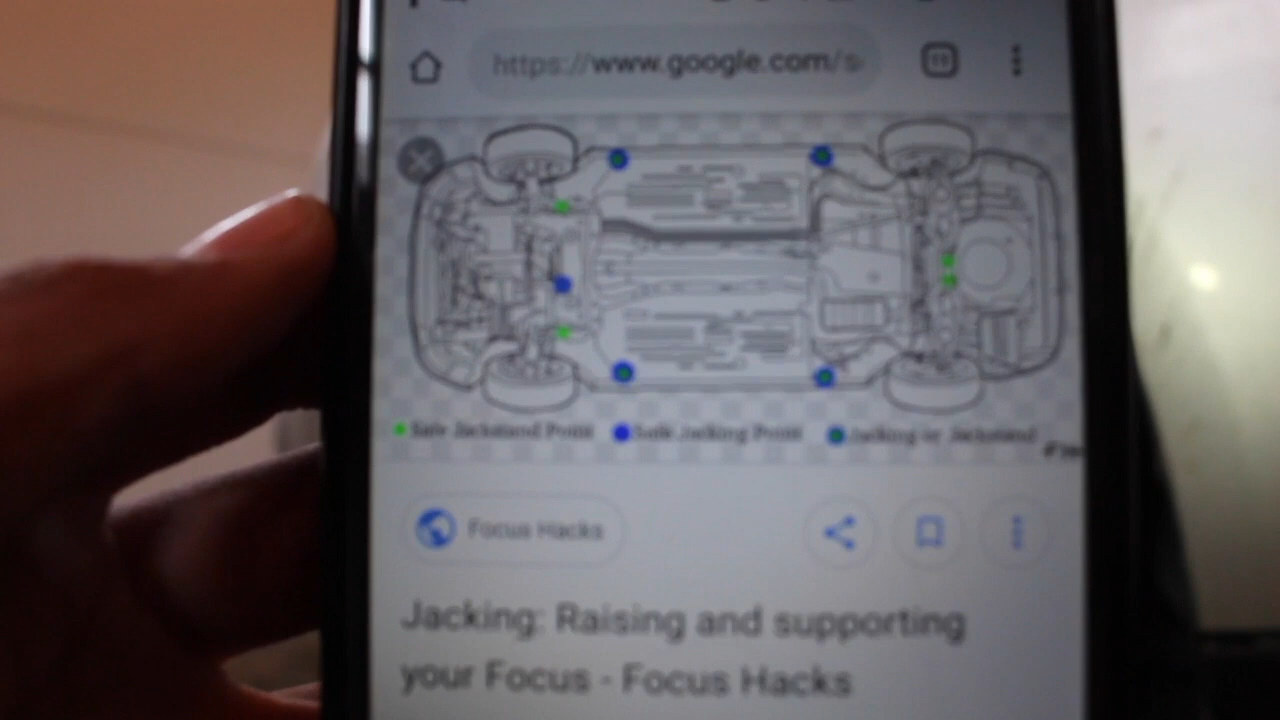 https://www.google.com/s
15
Safe Jackstand Point Safe Jacking Point Jacking or Jackstand
Focus Hacks
Jacking: Raising and supporting
your Focus - Focus Hacks